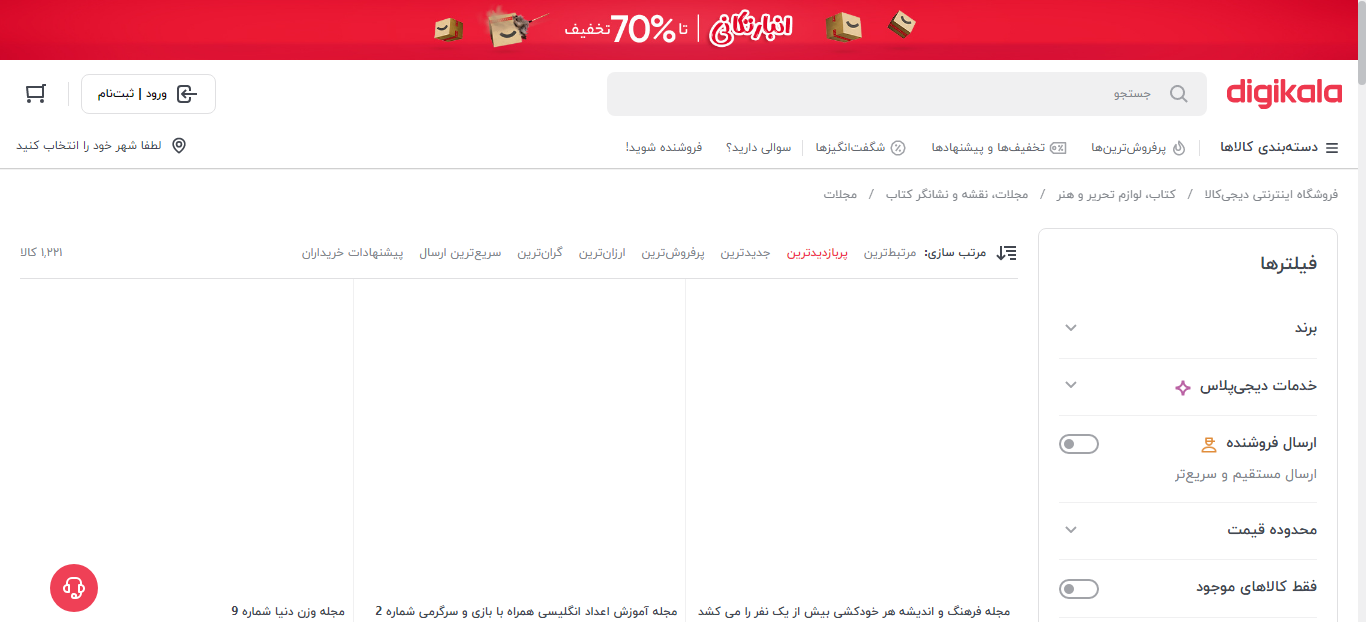 انبارتکانی | تا 70% تخفیف
digikala
جستجو
ورود | ثبت‌نام
دسته‌بندی کالاها
پرفروش‌ترین‌ها
تخفیف‌ها و پیشنهادها
شگفت‌انگیزها
سوالی دارید؟
فروشنده شوید!
لطفا شهر خود را انتخاب کنید
فروشگاه اینترنتی دیجی‌کالا / کتاب، لوازم تحریر و هنر / مجلات، نقشه و نشانگر کتاب / مجلات
فیلترها
برند
خدمات دیجی‌پلاس
ارسال فروشنده
ارسال مستقیم و سریع‌تر
محدوده قیمت
فقط کالاهای موجود
مرتب سازی: مرتبط‌ترین پربازدیدترین جدیدترین پرفروش‌ترین ارزان‌ترین گران‌ترین سریع‌ترین ارسال پیشنهادات خریداران
۱,۲۲۱ کالا
مجله فرهنگ و اندیشه هر خودکشی بیش از یک نفر را می کشد
مجله آموزش اعداد انگلیسی همراه با بازی و سرگرمی شماره 2
مجله وزن دنیا شماره 9